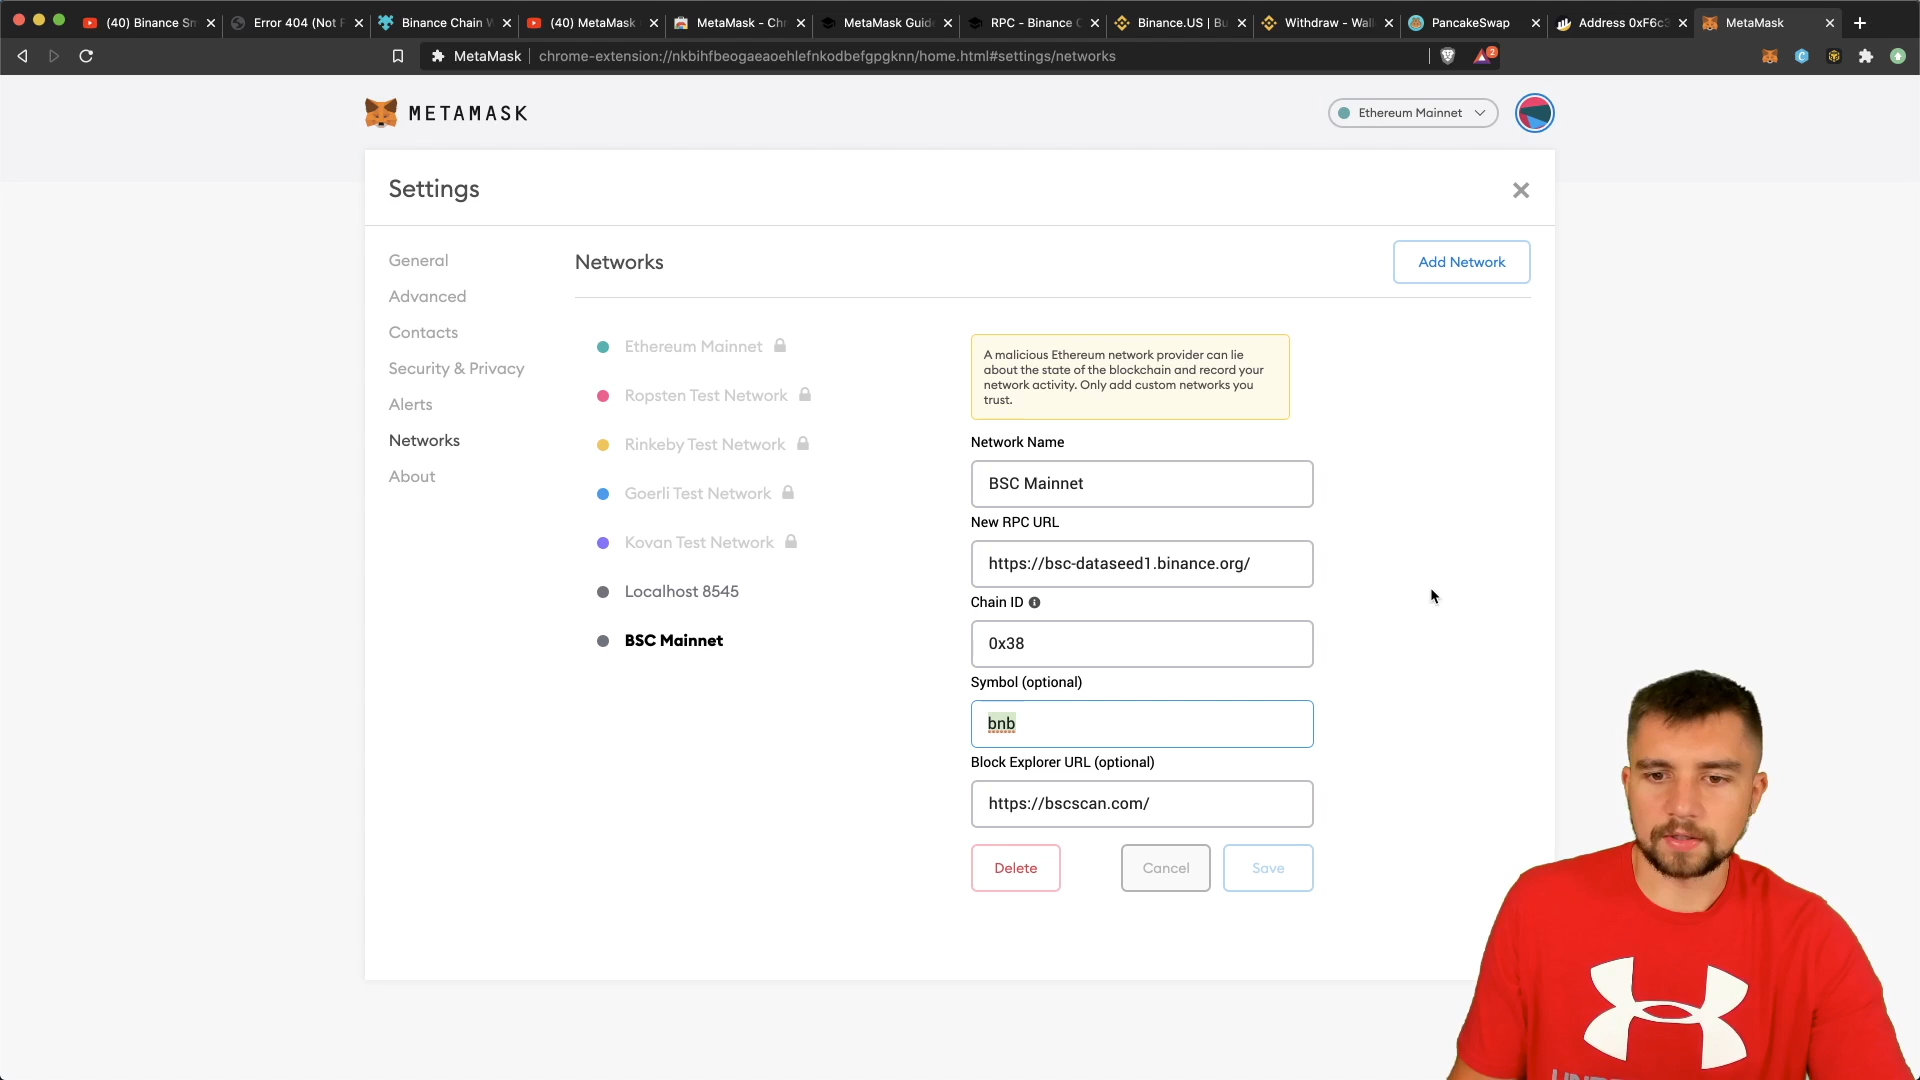 (40) Binance Sm
Error 404 (Not F
Binance Chain W
(40) MetaMask
MetaMask - Chr
MetaMask Guide
RPC - Binance C
Binance.US | Bu
Withdraw - Wal
PancakeSwap
Address 0xF6c3
MetaMask
MetaMask
chrome-extension://nkbihfbeogaeaoehlefnkodbefgpgknn/home.html#settings/networks
2
METAMASK
Ethereum Mainnet
Settings
General
Advanced
Contacts
Security & Privacy
Alerts
Networks
About
Networks
Add Network
Ethereum Mainnet
Ropsten Test Network
Rinkeby Test Network
Goerli Test Network
Kovan Test Network
Localhost 8545
BSC Mainnet
A malicious Ethereum network provider can lie
about the state of the blockchain and record your
network activity. Only add custom networks you
trust.
Network Name
BSC Mainnet
New RPC URL
https://bsc-dataseed1.binance.org/
Chain ID
0x38
Symbol (optional)
bnb
Block Explorer URL (optional)
https://bscscan.com/
Delete
Cancel
Save